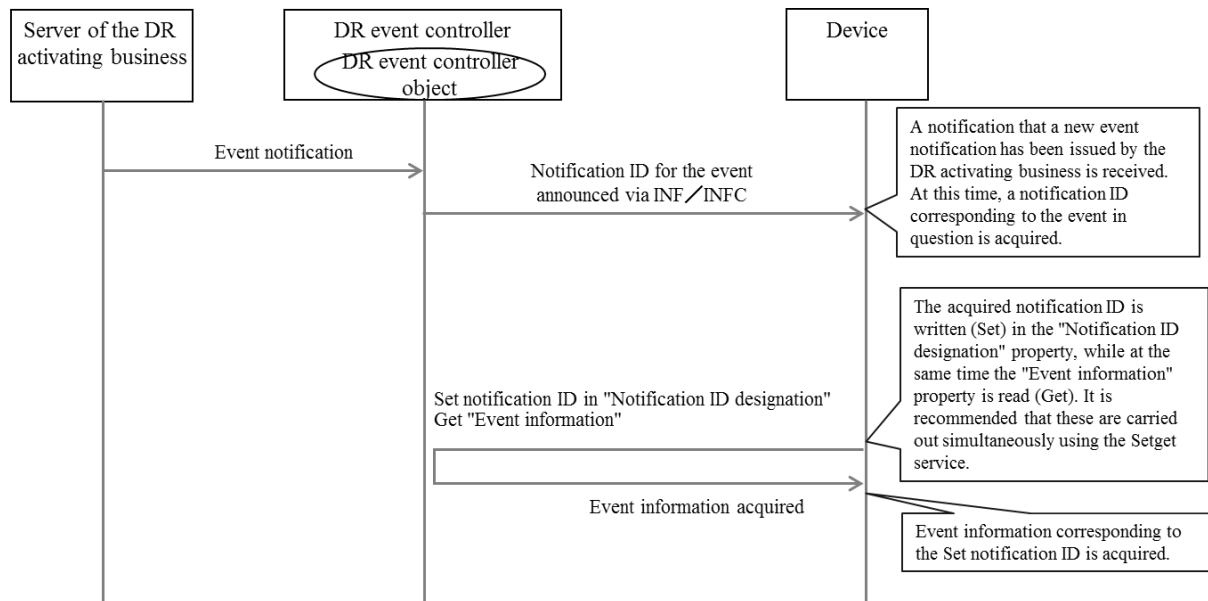 Server of the DR
activating business
DR event controller
DR event controller
object
Device
Event notification
Notification ID for the event
announced via INF／INFC
A notification that a new event
notification has been issued by the
DR activating business is received.
At this time, a notification ID
corresponding to the event in
question is acquired.
The acquired notification ID is
written (Set) in the "Notification ID
designation" property, while at the
same time the "Event information"
property is read (Get). It is
recommended that these are carried
out simultaneously using the Setget
service.
Set notification ID in "Notification ID designation"
Get "Event information"
Event information acquired
Event information corresponding to
the Set notification ID is acquired.